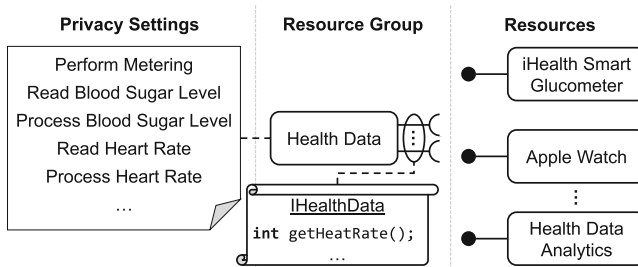 Privacy Settings
Resource Group
Resources
Perform Metering
Read Blood Sugar Level
Process Blood Sugar Level
Read Heart Rate
Process Heart Rate
...
Health Data
...
IHealthData
int getHeatRate();
...
iHealth Smart
Glucometer
Apple Watch
...
Health Data
Analytics